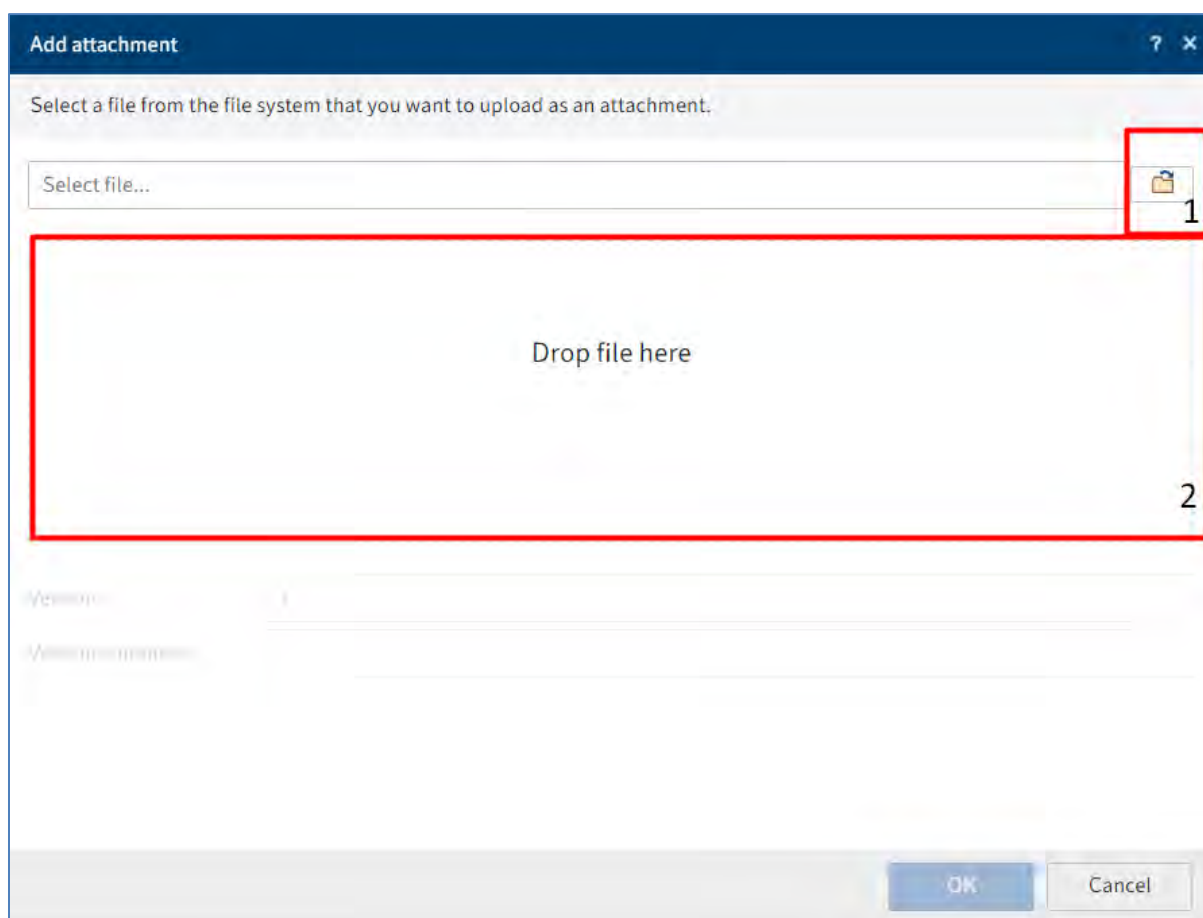 Add attachment ? ×
Select a file from the file system that you want to upload as an attachment.
Select file...
1
Drop file here
2
OK Cancel